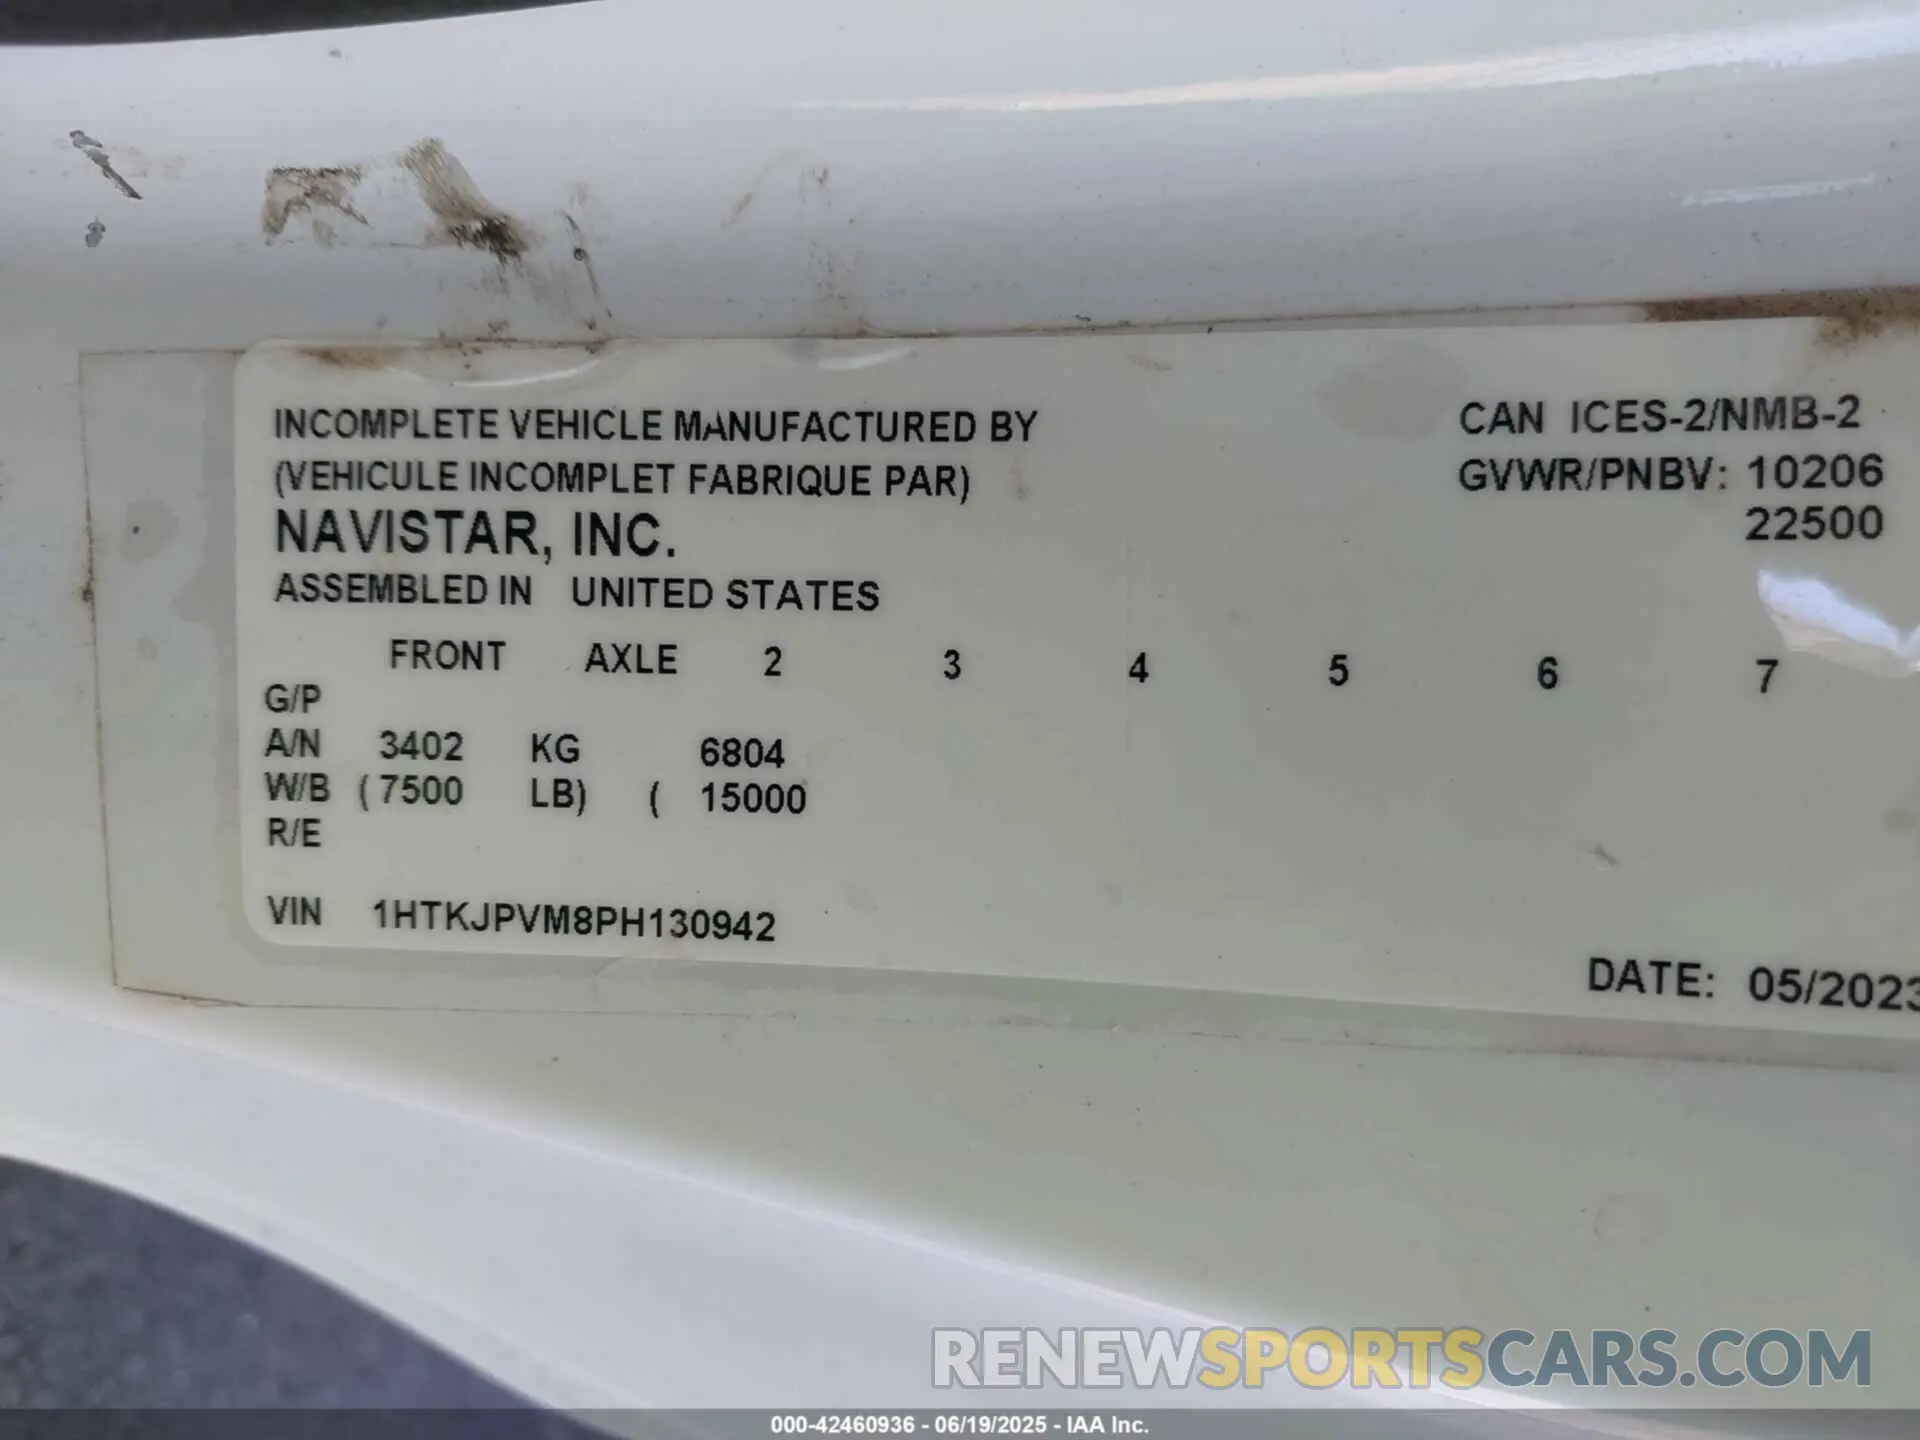 INCOMPLETE VEHICLE MANUFACTURED BY
(VEHICULE INCOMPLET FABRIQUE PAR)
NAVISTAR, INC.
ASSEMBLED IN UNITED STATES
CAN ICES-2/NMB-2
GVWR/PNBV: 10206
22500
FRONT AXLE 2 3 4 5 6 7
G/P
A/N 3402 KG 6804
W/B (7500 LB) ( 15000
R/E
VIN 1HTKJPVM8PH130942
DATE: 05/2023
RENEWSPORTSCARS.COM
000-42460936 - 06/19/2025 - IAA Inc.